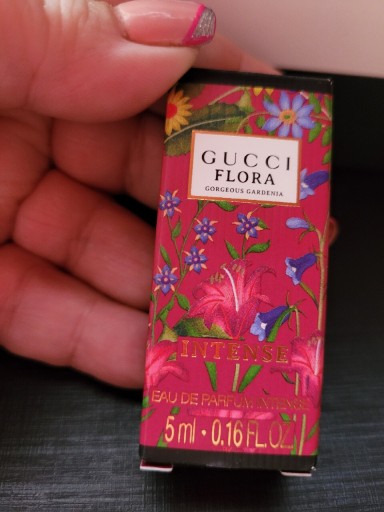 GUCCI
FLORA
GORGEOUS GARDENIA
INTENSE
EAU DE PARFUM INTENSE
5 ml · 0.16 FL.OZ.